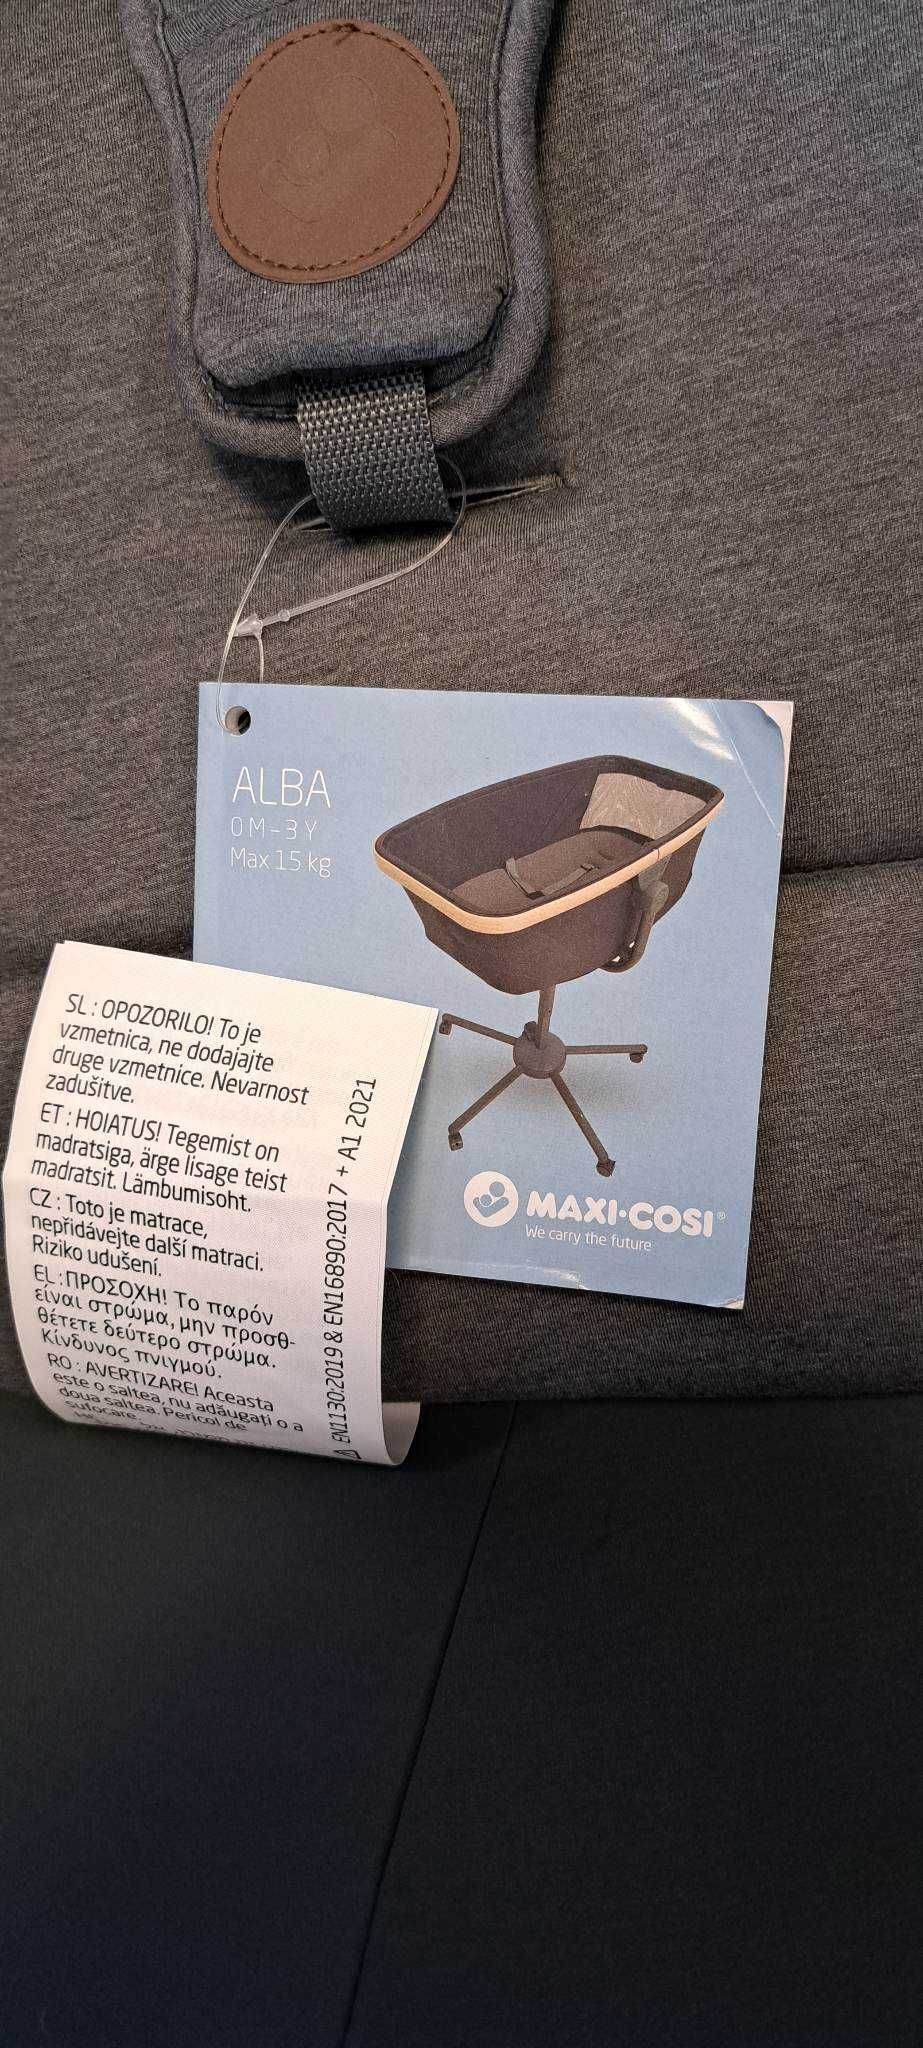 ALBA
0 M - 3 Y
Max 15 kg
MAXI·COSI®
We carry the future
SL : OPOZORILO! To je
vzmetnica, ne dodajajte
druge vzmetnice. Nevarnost
zadušitve.
ET : HOIATUS! Tegemist on
madratsiga, ärge lisage teist
madratsit. Lämbumisoht.
CZ : Toto je matrace,
nepřidávejte další matraci.
Riziko udušení.
EL : ΠΡΟΣΟΧΗ! Το παρόν
είναι στρώμα, μην προσθ-
θέτετε δεύτερο στρώμα.
Κίνδυνος πνιγμού.
RO : AVERTIZARE! Aceasta
este o saltea, nu adăugați o a
doua saltea. Pericol de
sufocare.
⚠ EN1130:2019 & EN16890:2017 + A1 2021